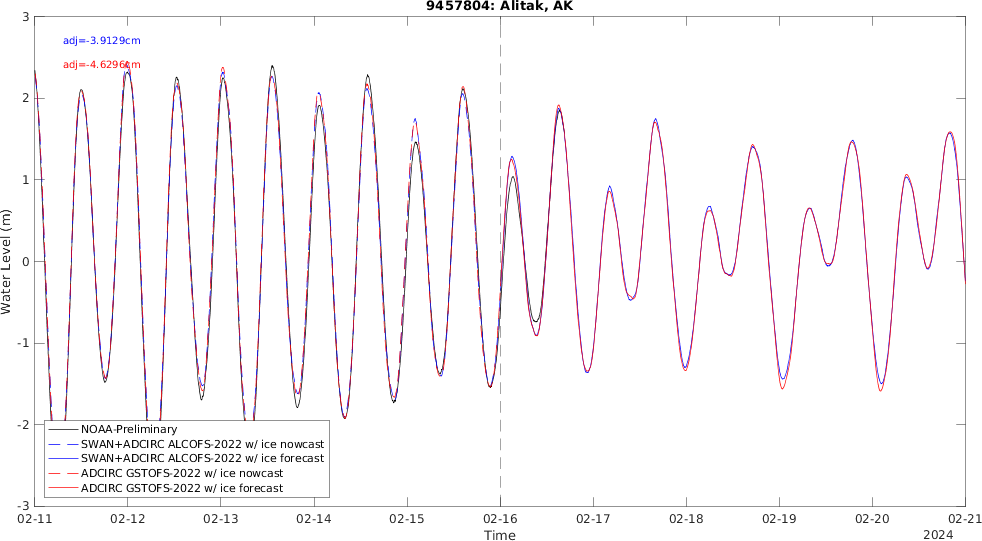 9457804: Alitak, AK
adj=-3.9129cm
adj=-4.6296cm
Water Level (m)
3
2
1
0
-1
-2
-3
NOAA-Preliminary
SWAN+ADCIRC ALCOFS-2022 w/ ice nowcast
SWAN+ADCIRC ALCOFS-2022 w/ ice forecast
ADCIRC GSTOFS-2022 w/ ice nowcast
ADCIRC GSTOFS-2022 w/ ice forecast
02-11 02-12 02-13 02-14 02-15 02-16 02-17 02-18 02-19 02-20 02-21
Time
2024